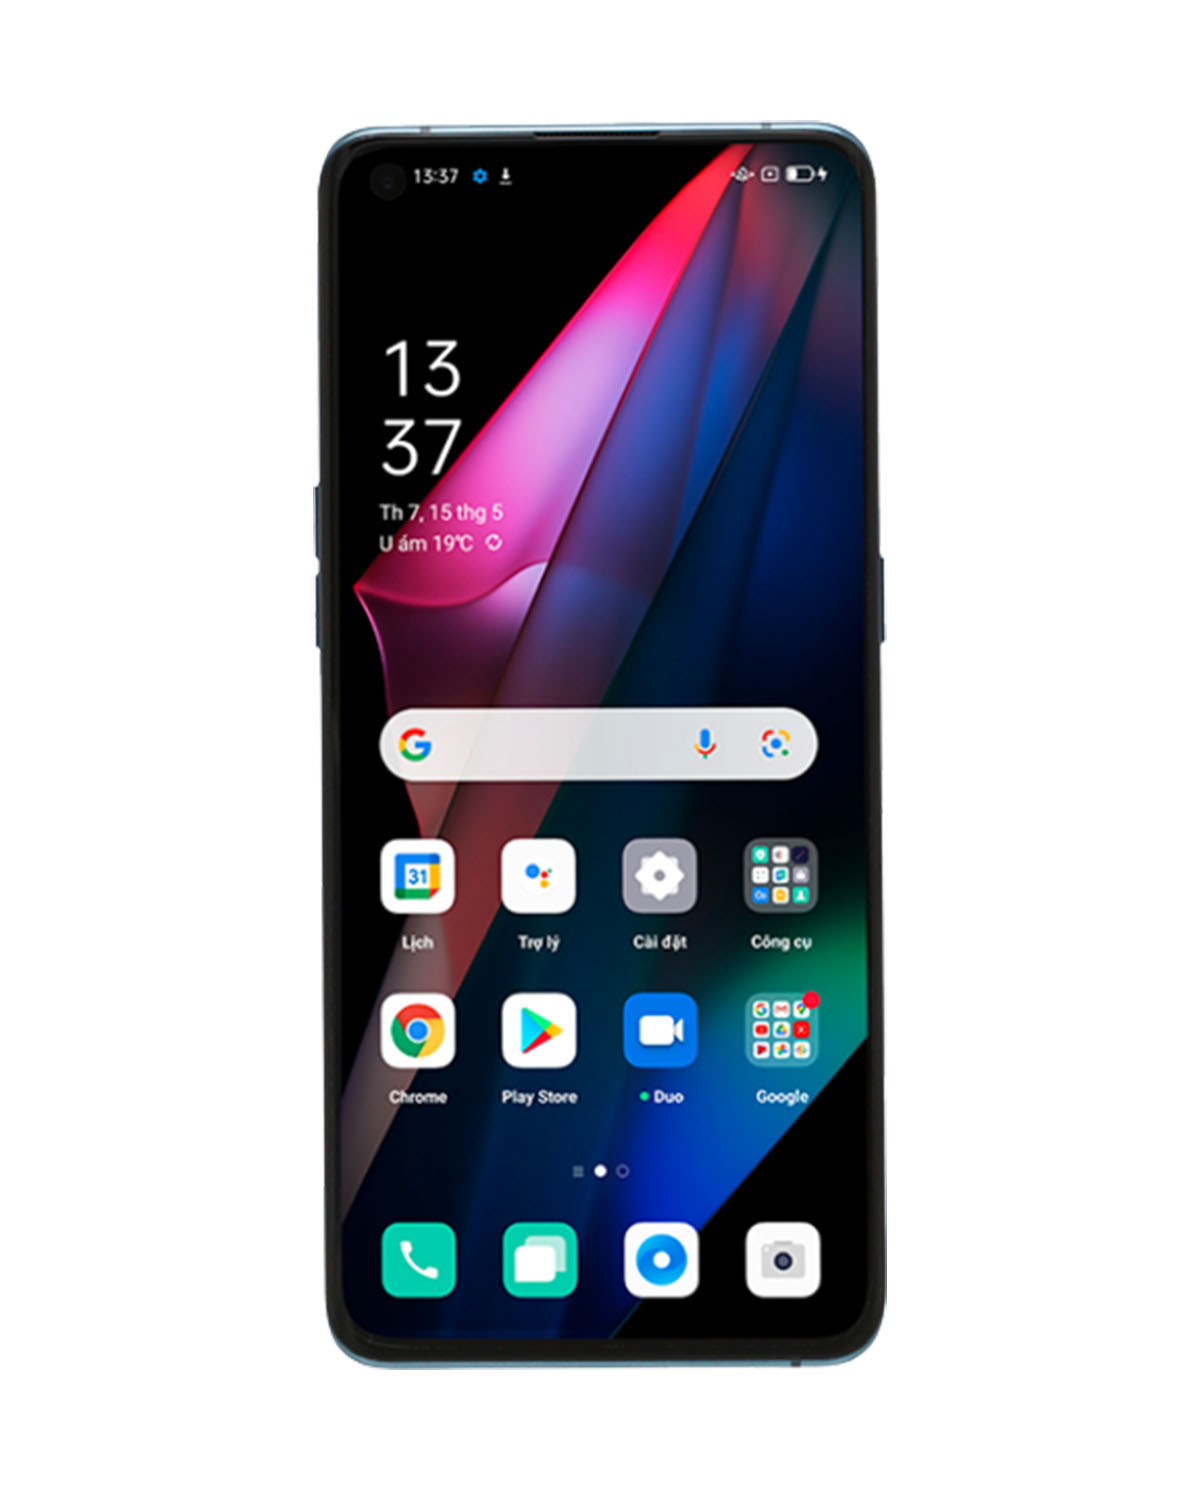 13:37
13
37
Th 7, 15 thg 5
U ám 19°C
31
Lịch
Trợ lý
Cài đặt
Công cụ
Chrome
Play Store
Duo
Google